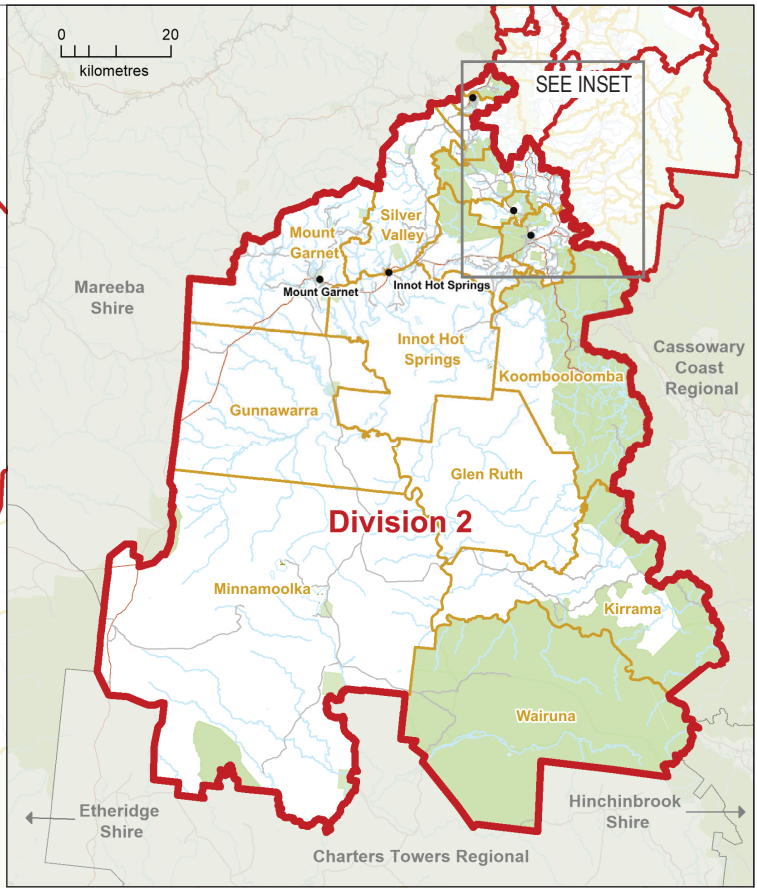 0 20
kilometres
SEE INSET
Silver
Valley
Mount
Garnet
Mount Garnet
Innot Hot Springs
Mareeba
Shire
Innot Hot
Springs
Cassowary
Coast
Regional
Koombooloomba
Gunnawarra
Glen Ruth
Division 2
Minnamoolka
Kirrama
Wairuna
Etheridge
Shire
Hinchinbrook
Shire
Charters Towers Regional